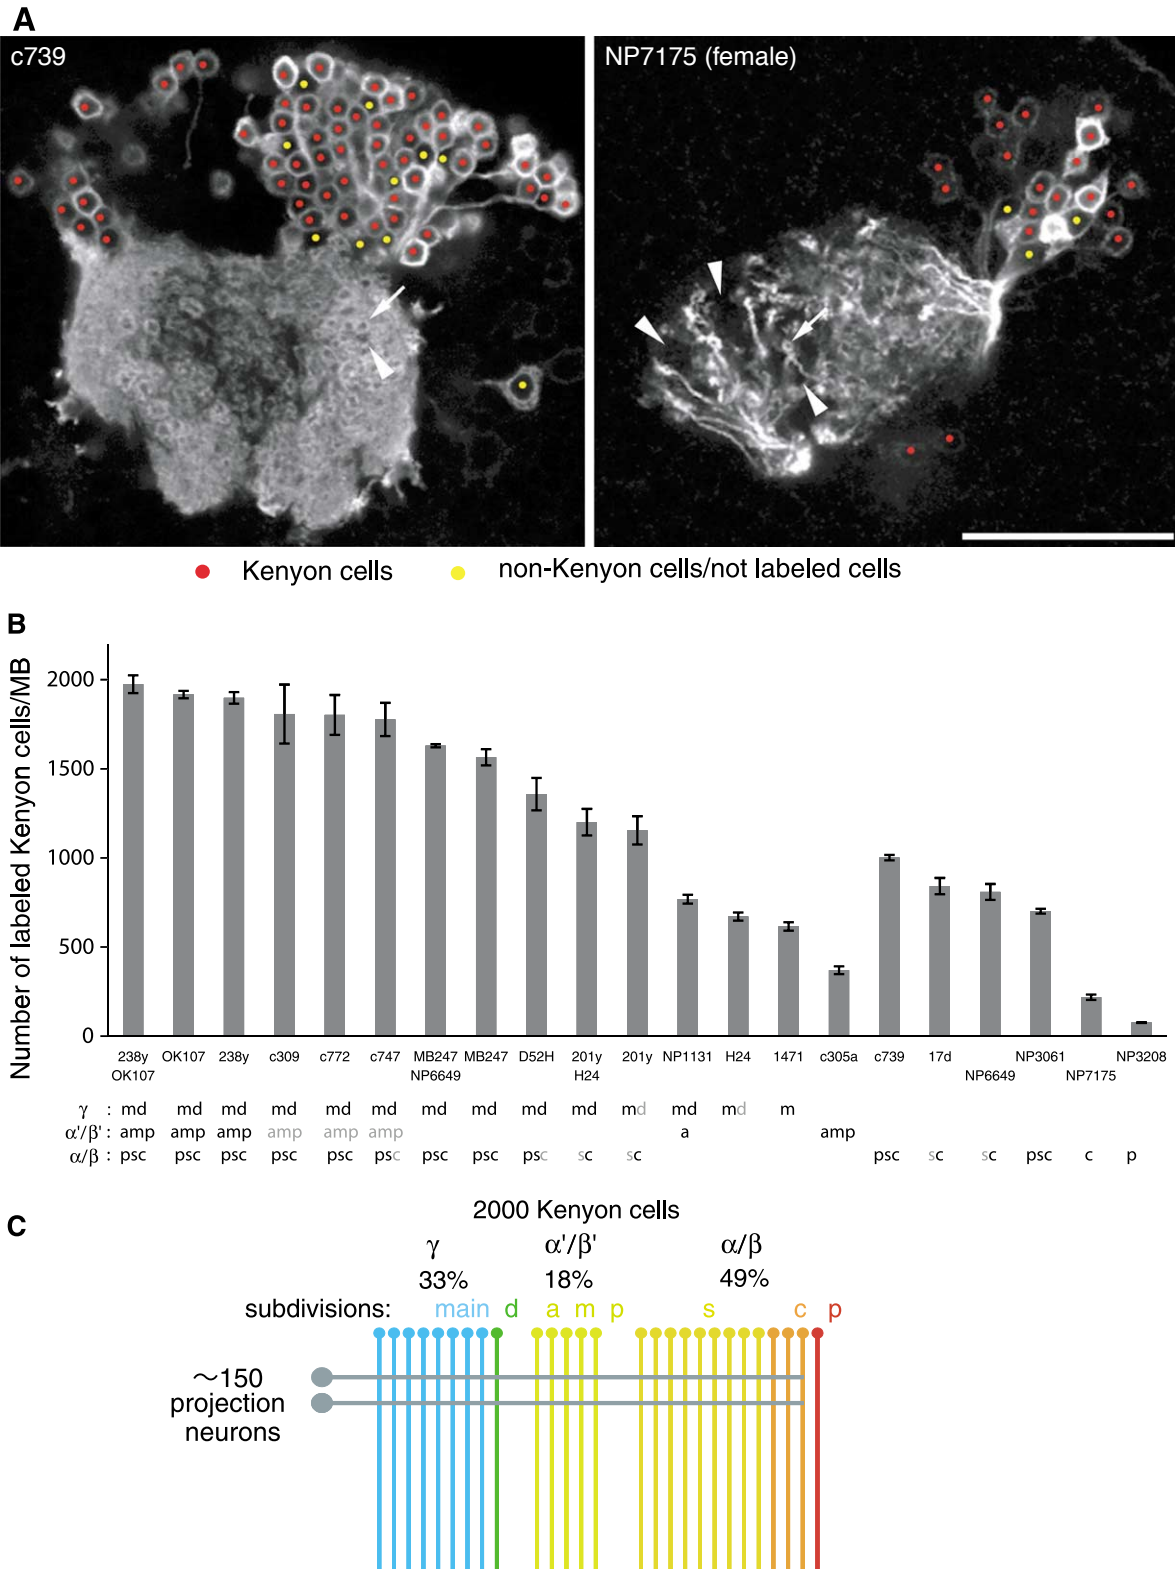 A
c739
NP7175 (female)
Kenyon cells
non-Kenyon cells/not labeled cells
B
Number of labeled Kenyon cells/MB
2000
1500
1000
500
0
238y OK107 238y c309 c772 c747 MB247 MB247 D52H 201y 201y NP1131 H24 1471 c305a c739 17d NP3061 NP3208
OK107 NP6649 H24 NP6649 NP7175
γ : md md md md md md md md md md md md md m
α'/β' : amp amp amp amp amp amp a amp
α/β : psc psc psc psc psc psc psc psc psc sc sc psc sc sc psc c p
C
2000 Kenyon cells
γ α'/β' α/β
33% 18% 49%
subdivisions: main d a m p s c p
~150
projection
neurons